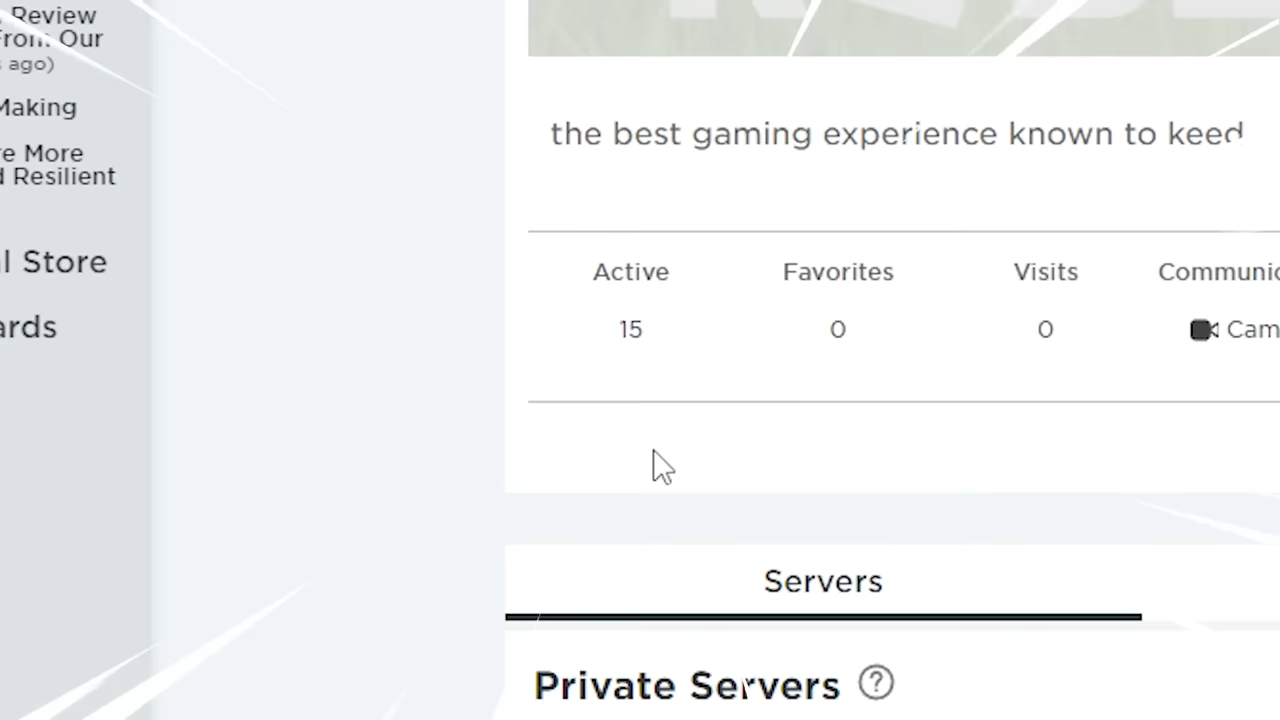 Review
From Our
ago)
Making
re More
d Resilient
l Store
ards
the best gaming experience known to keed
Active Favorites Visits Communic
15 0 0 Cam
Servers
Private Servers ?